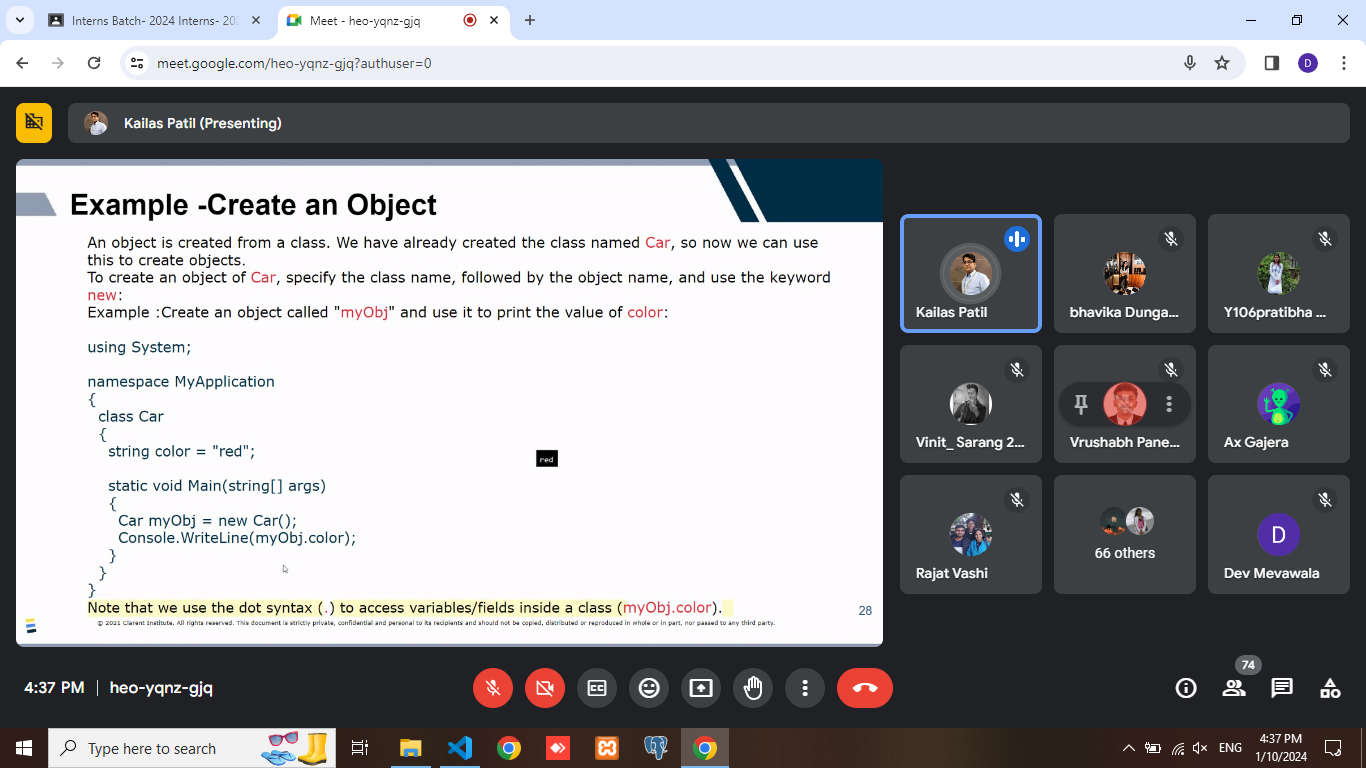 Interns Batch- 2024 Interns- 202
Meet - heo-yqnz-gjq
meet.google.com/heo-yqnz-gjq?authuser=0
D
Kailas Patil (Presenting)
Example -Create an Object
An object is created from a class. We have already created the class named Car, so now we can use
this to create objects.
To create an object of Car, specify the class name, followed by the object name, and use the keyword
new:
Example :Create an object called "myObj" and use it to print the value of color:
using System;
namespace MyApplication
{
class Car
{
string color = "red";
static void Main(string[] args)
{
Car myObj = new Car();
Console.WriteLine(myObj.color);
}
}
}
red
Note that we use the dot syntax (.) to access variables/fields inside a class (myObj.color).
28
© 2021 Clarent Institute. All rights reserved. This document is strictly private, confidential and personal to its recipients and should not be copied, distributed or reproduced in whole or in part, nor passed to any third party.
Kailas Patil
bhavika Dunga...
Y106pratibha ...
Vinit_ Sarang 2...
Vrushabh Pane...
Ax Gajera
Rajat Vashi
66 others
D
Dev Mevawala
4:37 PM | heo-yqnz-gjq
74
Type here to search
ENG
4:37 PM
1/10/2024